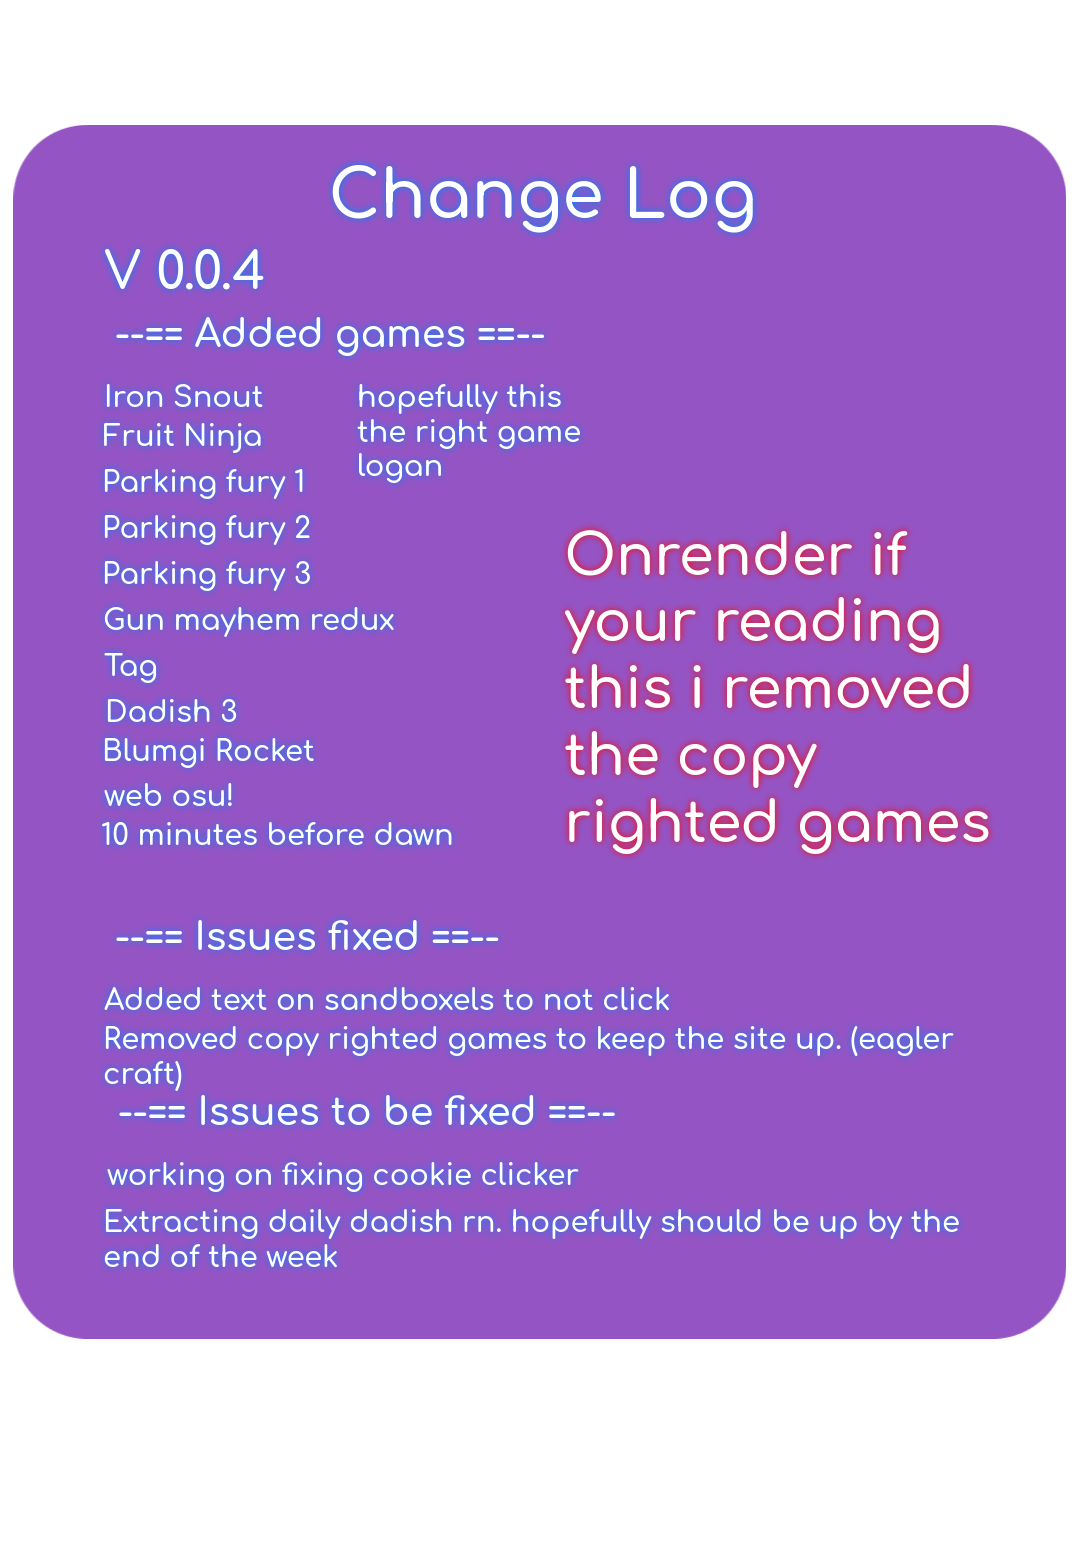 Change Log
V 0.0.4
--== Added games ==--
Iron Snout
Fruit Ninja
Parking fury 1
Parking fury 2
Parking fury 3
Gun mayhem redux
Tag
Dadish 3
Blumgi Rocket
web osu!
10 minutes before dawn
hopefully this
the right game
logan
Onrender if
your reading
this i removed
the copy
righted games
--== Issues fixed ==--
Added text on sandboxels to not click
Removed copy righted games to keep the site up. (eagler
craft)
--== Issues to be fixed ==--
working on fixing cookie clicker
Extracting daily dadish rn. hopefully should be up by the
end of the week